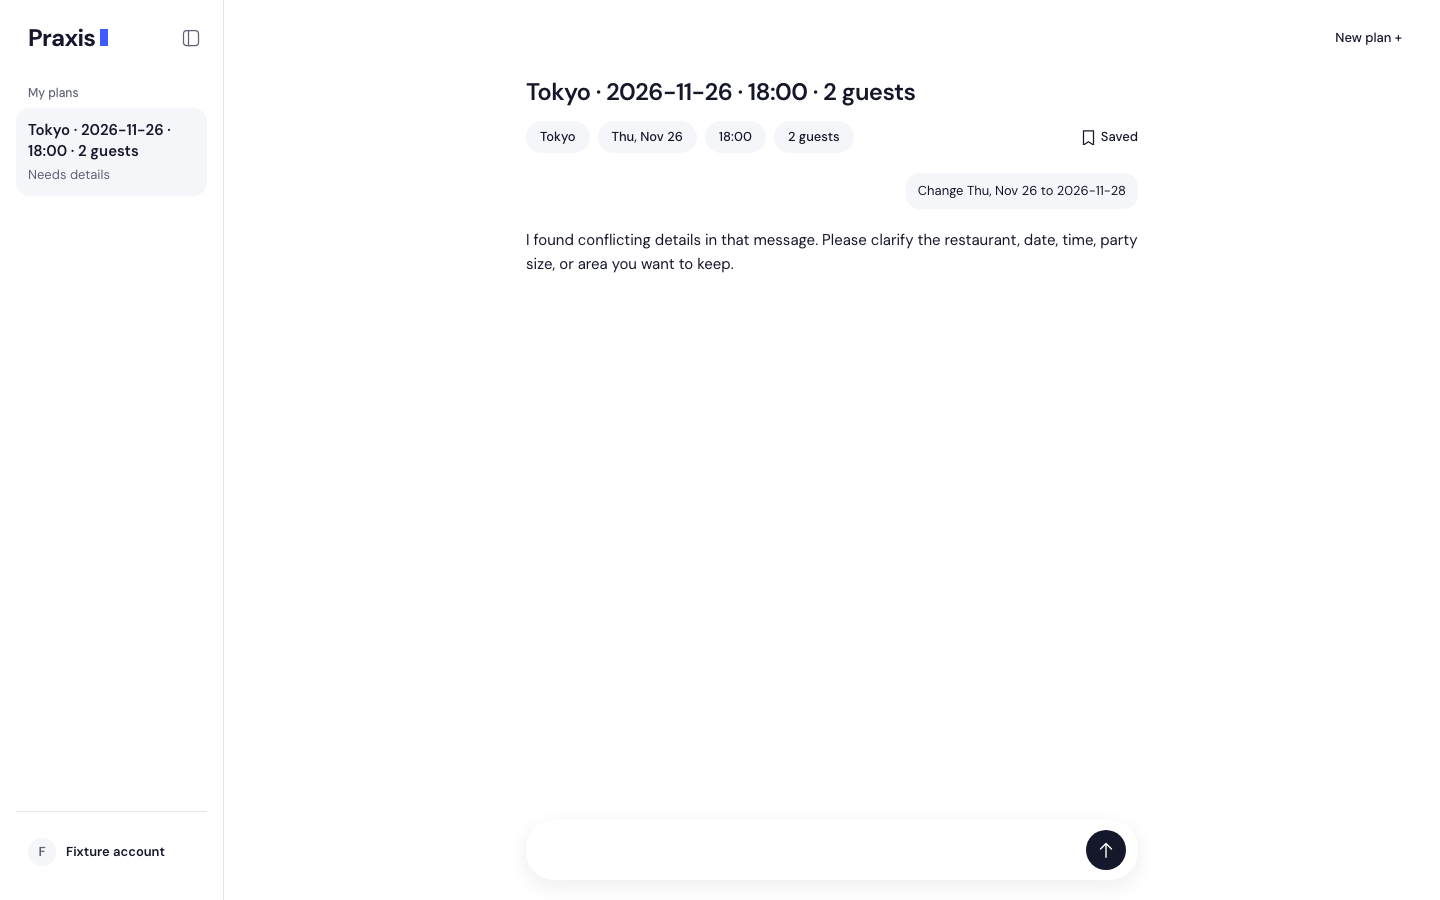 Praxis
My plans
Tokyo · 2026-11-26 ·
18:00 · 2 guests
Needs details
Fixture account
F
New plan +
Tokyo · 2026-11-26 · 18:00 · 2 guests
Tokyo
Thu, Nov 26
18:00
2 guests
Saved
Change Thu, Nov 26 to 2026-11-28
I found conflicting details in that message. Please clarify the restaurant, date, time, party
size, or area you want to keep.